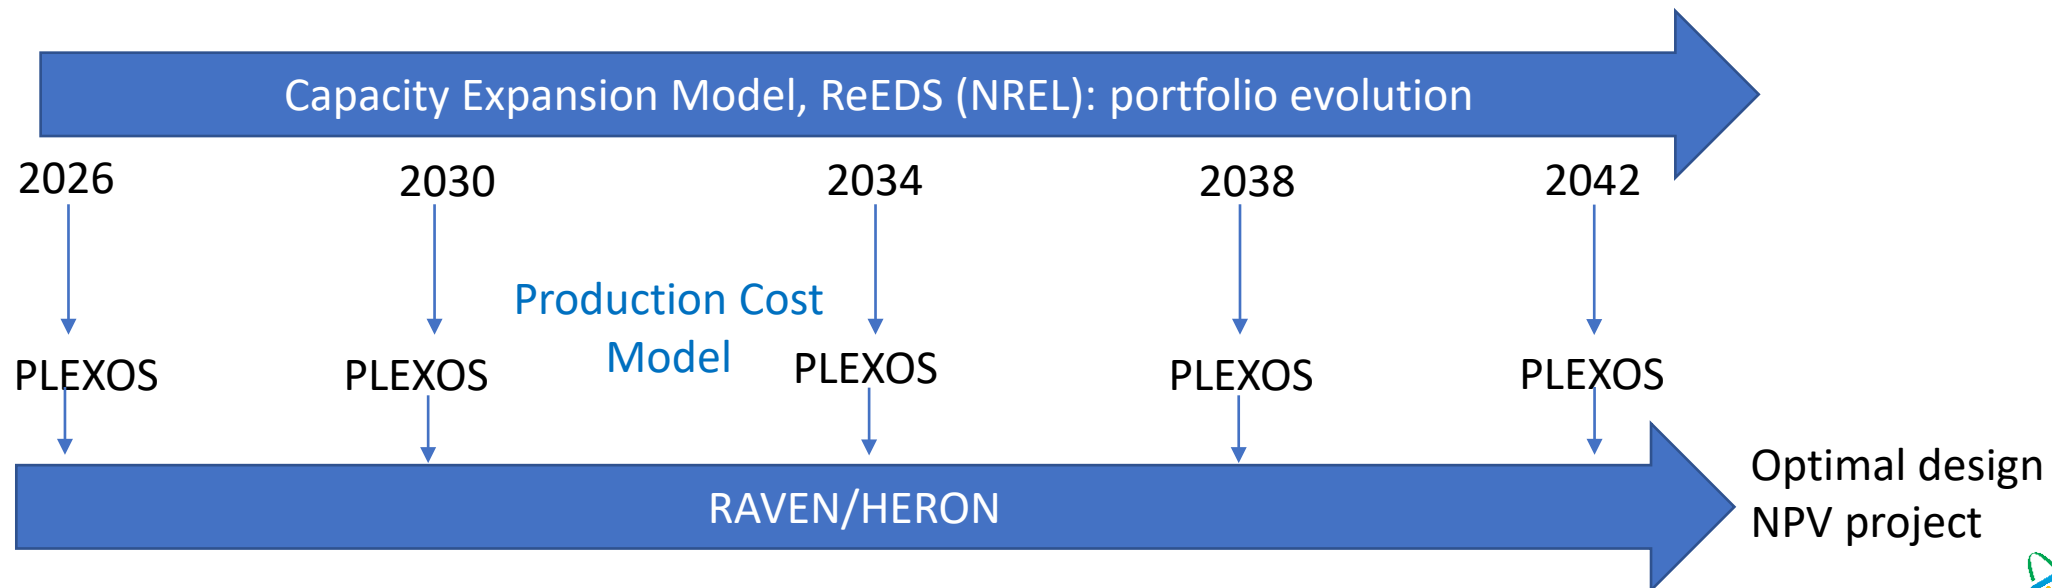 Capacity Expansion Model, ReEDS (NREL): portfolio evolution
2026 2030 2034 2038 2042
Production Cost
Model
PLEXOS PLEXOS PLEXOS PLEXOS PLEXOS
RAVEN/HERON
Optimal design
NPV project